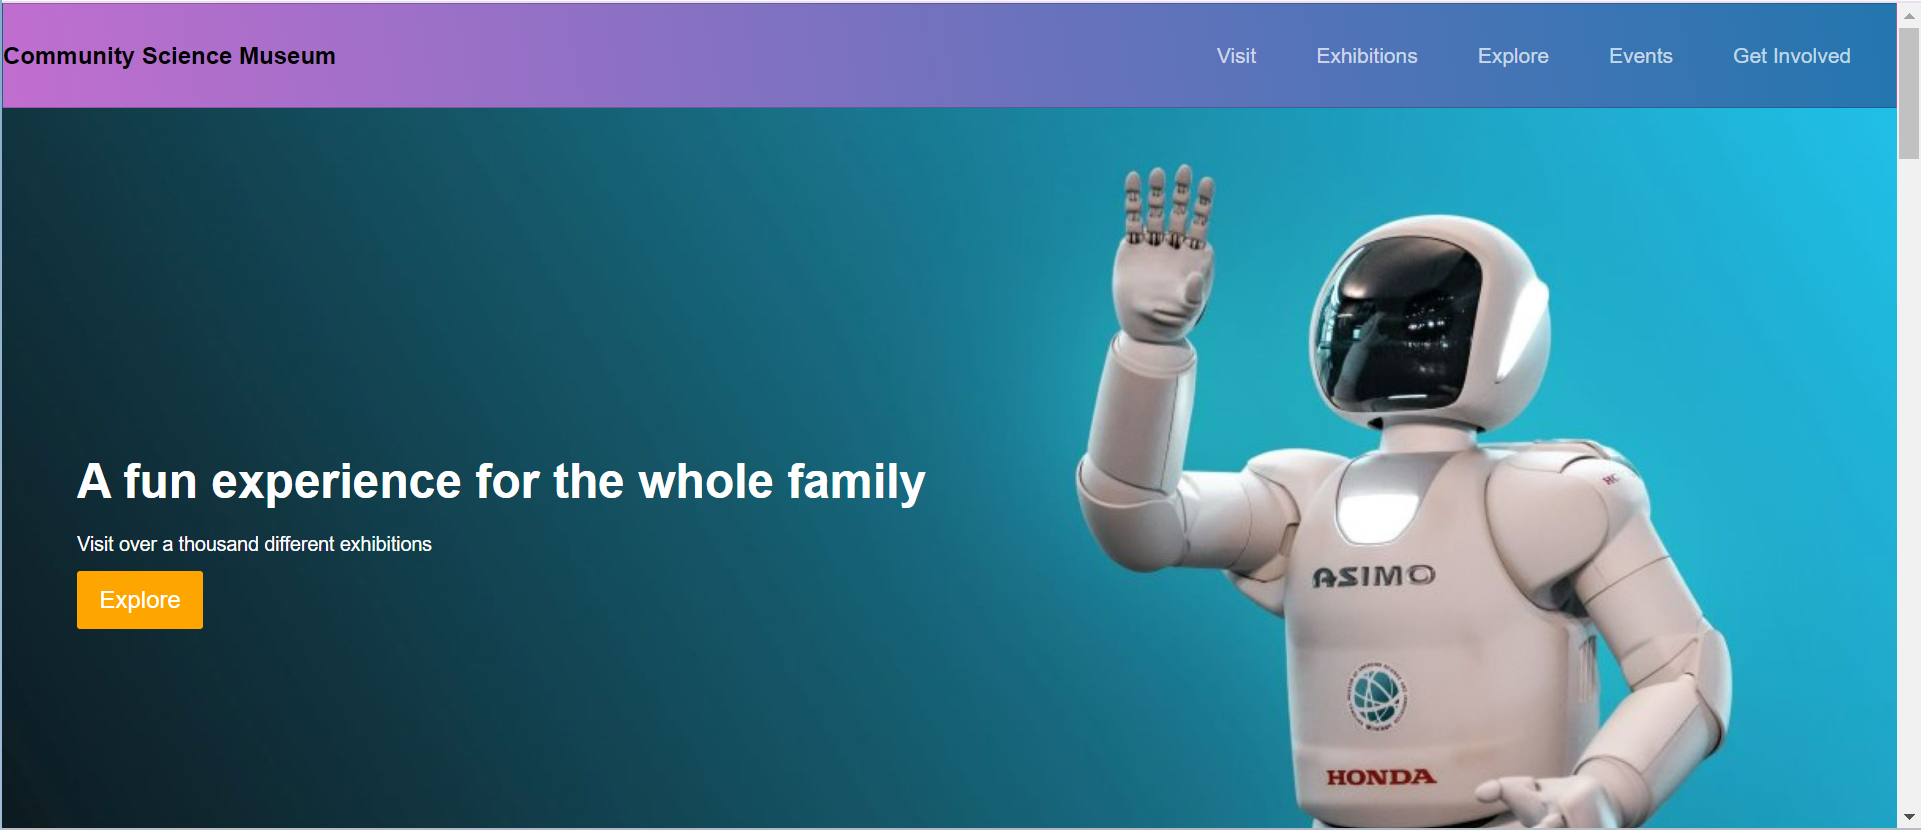 Community Science Museum
Visit
Exhibitions
Explore
Events
Get Involved
A fun experience for the whole family
Visit over a thousand different exhibitions
Explore
ASIMO
HONDA